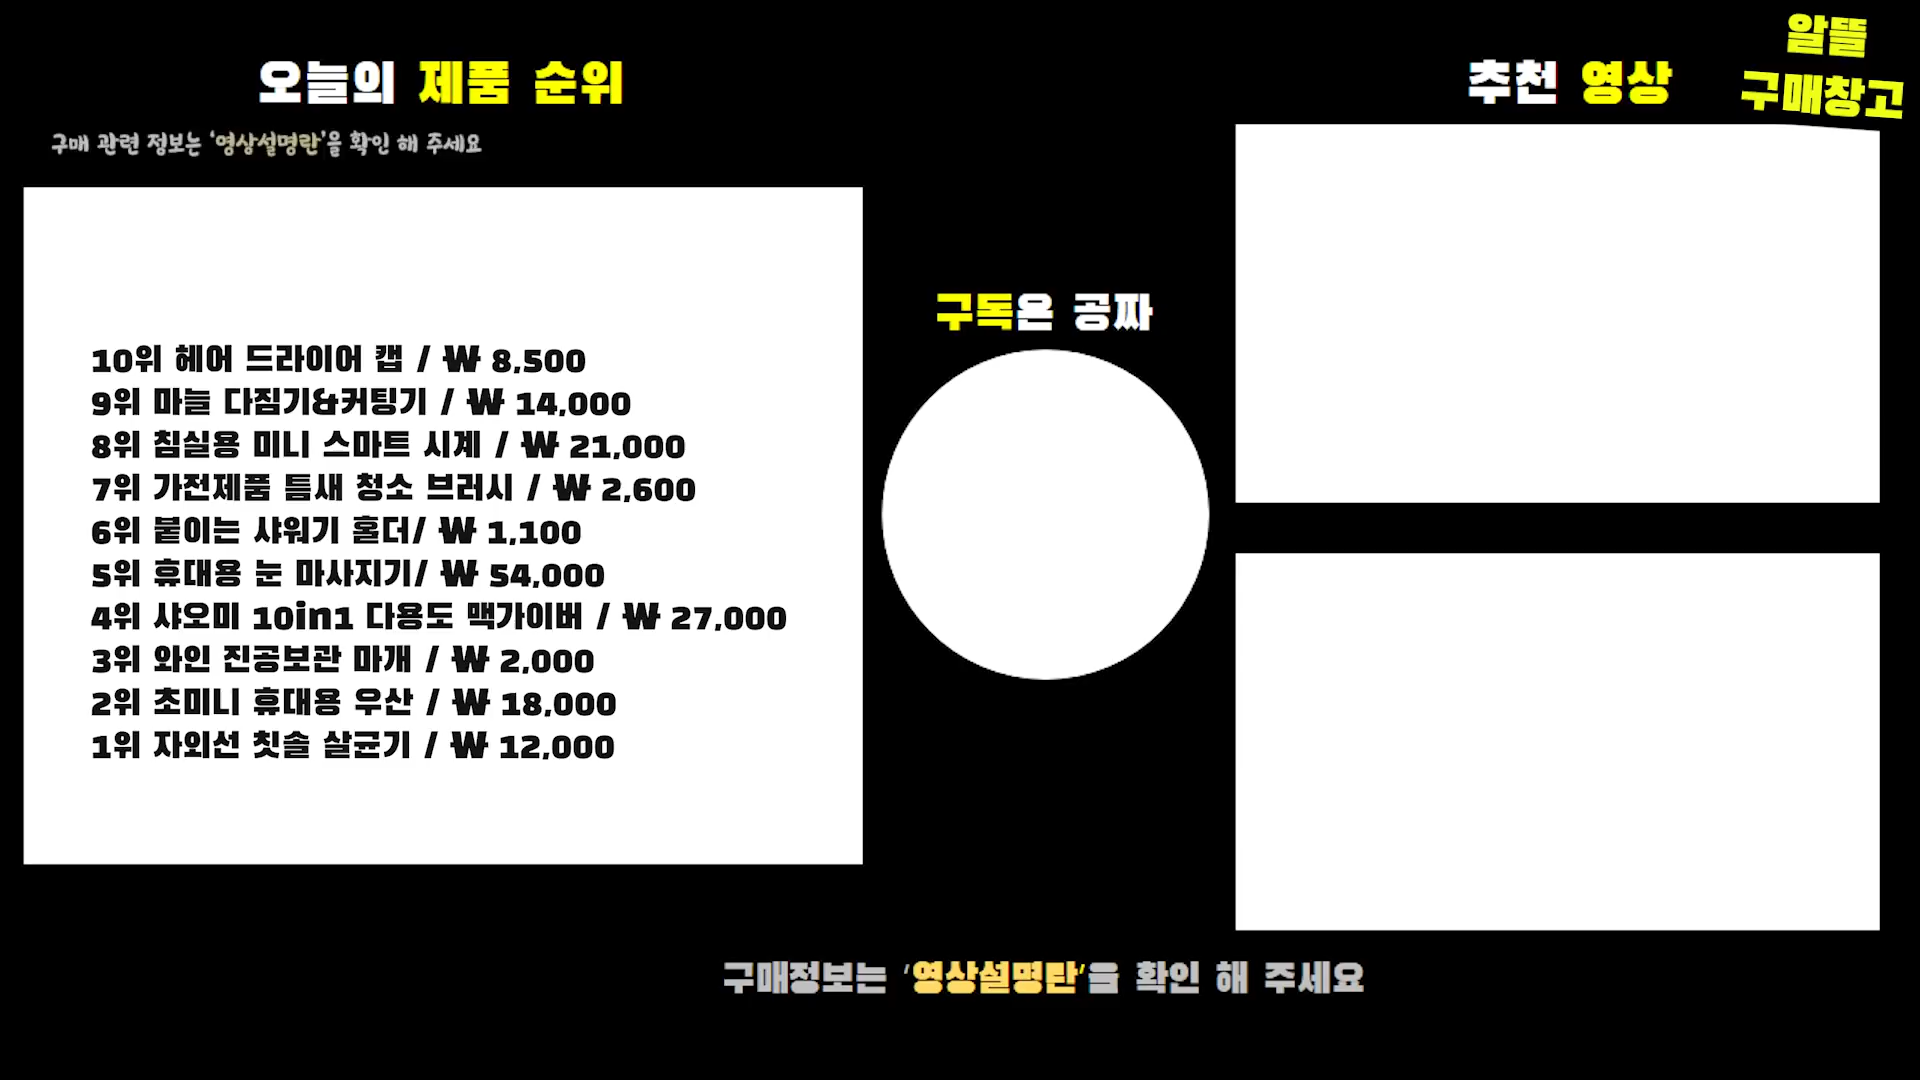 오늘의 제품 순위
구매 관련 정보는 '영상설명란'을 확인 해 주세요
10위 헤어 드라이어 캡 / ₩ 8,500
9위 마늘 다짐기&커팅기 / ₩ 14,000
8위 침실용 미니 스마트 시계 / ₩ 21,000
7위 가전제품 틈새 청소 브러시 / ₩ 2,600
6위 붙이는 샤워기 홀더/ ₩ 1,100
5위 휴대용 눈 마사지기/ ₩ 54,000
4위 샤오미 10in1 다용도 맥가이버 / ₩ 27,000
3위 와인 진공보관 마개 / ₩ 2,000
2위 초미니 휴대용 우산 / ₩ 18,000
1위 자외선 칫솔 살균기 / ₩ 12,000
구독은 공짜
추천 영상
알뜰
구매창고
구매정보는 '영상설명란'을 확인 해 주세요